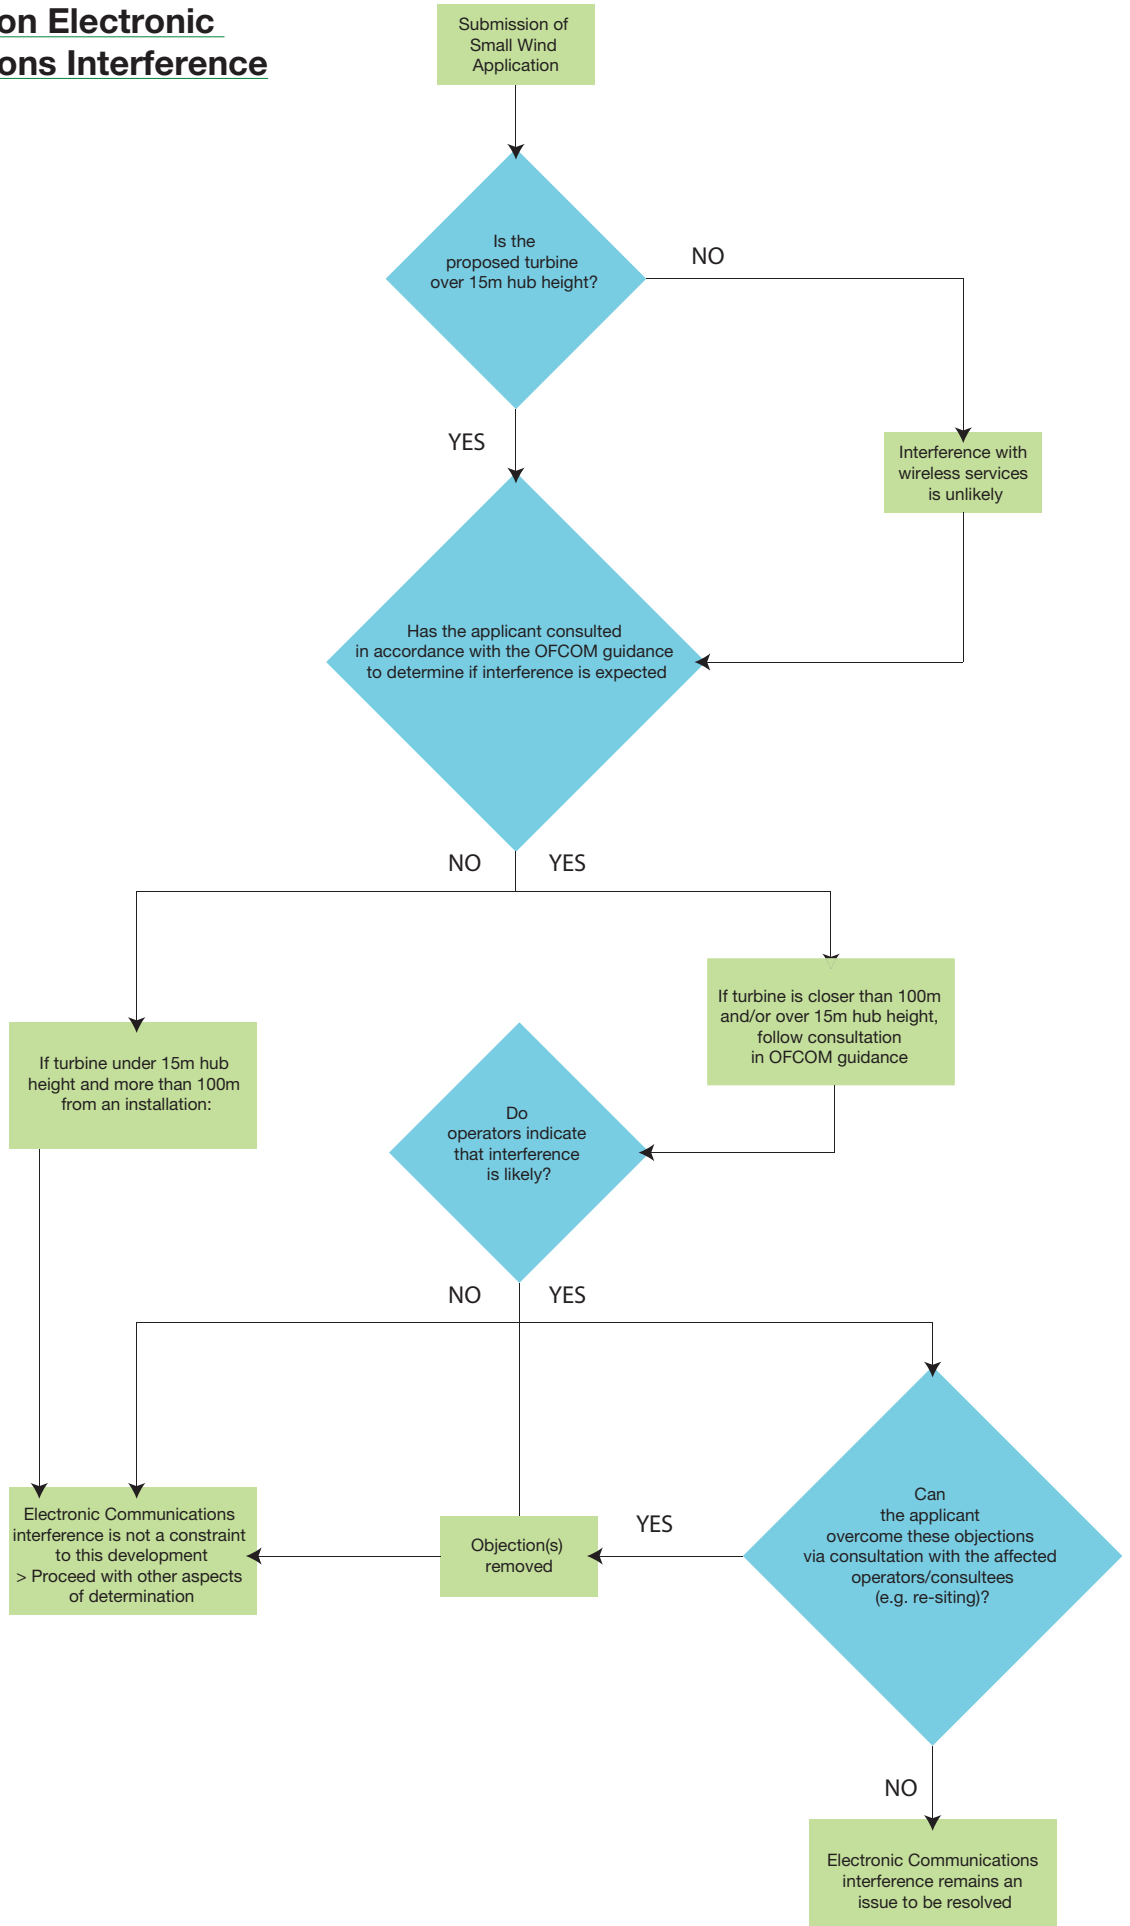 on Electronic
ons Interference
Submission of
Small Wind
Application
Is the
proposed turbine
over 15m hub height?
NO
YES
Interference with
wireless services
is unlikely
Has the applicant consulted
in accordance with the OFCOM guidance
to determine if interference is expected
NO
YES
If turbine is closer than 100m
and/or over 15m hub height,
follow consultation
in OFCOM guidance
If turbine under 15m hub
height and more than 100m
from an installation:
Do
operators indicate
that interference
is likely?
NO
YES
Can
the applicant
overcome these objections
via consultation with the affected
operators/consultees
(e.g. re-siting)?
YES
Objection(s)
removed
Electronic Communications
interference is not a constraint
to this development
> Proceed with other aspects
of determination
NO
Electronic Communications
interference remains an
issue to be resolved